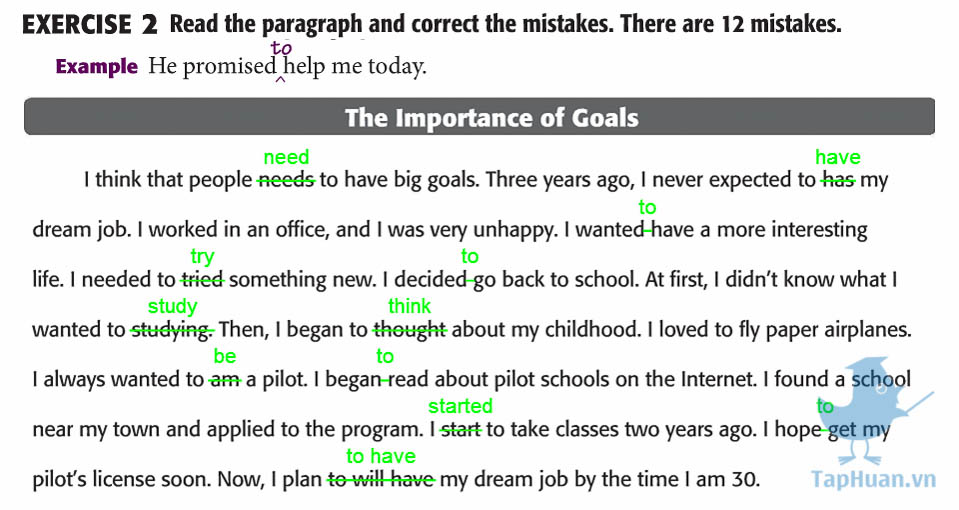 EXERCISE 2 Read the paragraph and correct the mistakes. There are 12 mistakes.
to
Example He promised ^ help me today.
The Importance of Goals
need have
I think that people needs to have big goals. Three years ago, I never expected to has my
to
dream job. I worked in an office, and I was very unhappy. I wanted have a more interesting
try to
life. I needed to tried something new. I decided go back to school. At first, I didn't know what I
study think
wanted to studying. Then, I began to thought about my childhood. I loved to fly paper airplanes.
be to
I always wanted to am a pilot. I began read about pilot schools on the Internet. I found a school
started to
near my town and applied to the program. I start to take classes two years ago. I hope get my
to have
pilot's license soon. Now, I plan to will have my dream job by the time I am 30.
TapHuan.vn